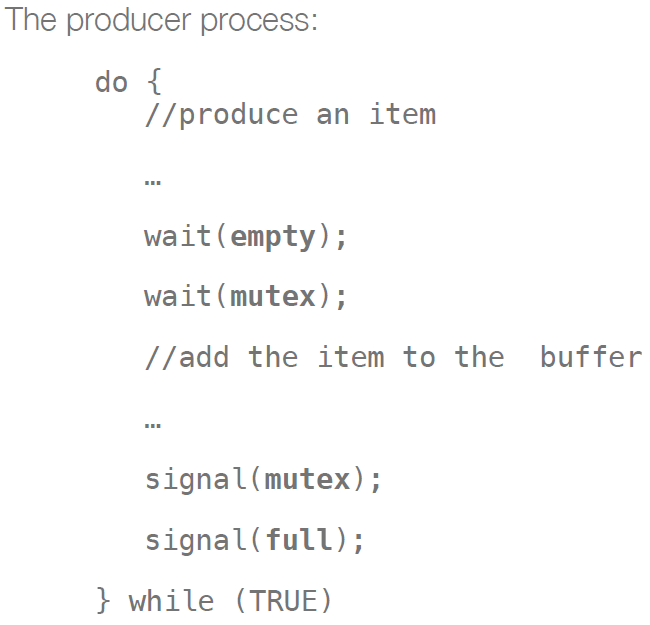 The producer process:
do {
//produce an item
…
wait(empty);
wait(mutex);
//add the item to the buffer
…
signal(mutex);
signal(full);
} while (TRUE)